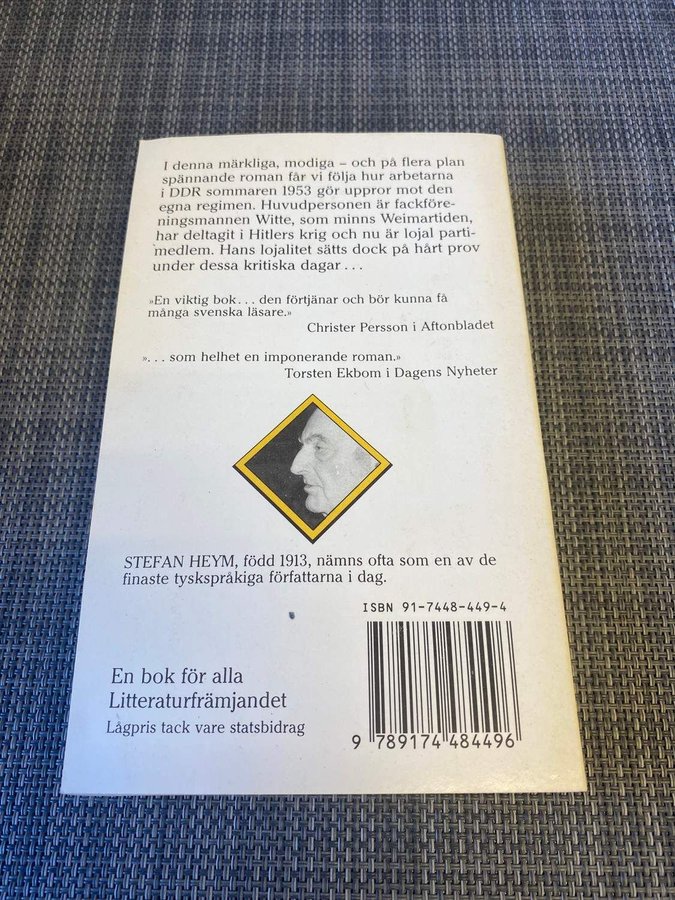 I denna märkliga, modiga – och på flera plan
spännande roman får vi följa hur arbetarna
i DDR sommaren 1953 gör uppror mot den
egna regimen. Huvudpersonen är fackföre-
ningsmannen Witte, som minns Weimartiden,
har deltagit i Hitlers krig och nu är lojal parti-
medlem. Hans lojalitet sätts dock på hårt prov
under dessa kritiska dagar . . .
»En viktig bok . . . den förtjänar och bör kunna få
många svenska läsare.»
Christer Persson i Aftonbladet
». . . som helhet en imponerande roman.»
Torsten Ekbom i Dagens Nyheter
STEFAN HEYM, född 1913, nämns ofta som en av de
finaste tyskspråkiga författarna i dag.
ISBN 91-7448-449-4
En bok för alla
Litteraturfrämjandet
Lågpris tack vare statsbidrag
9 789174 484496